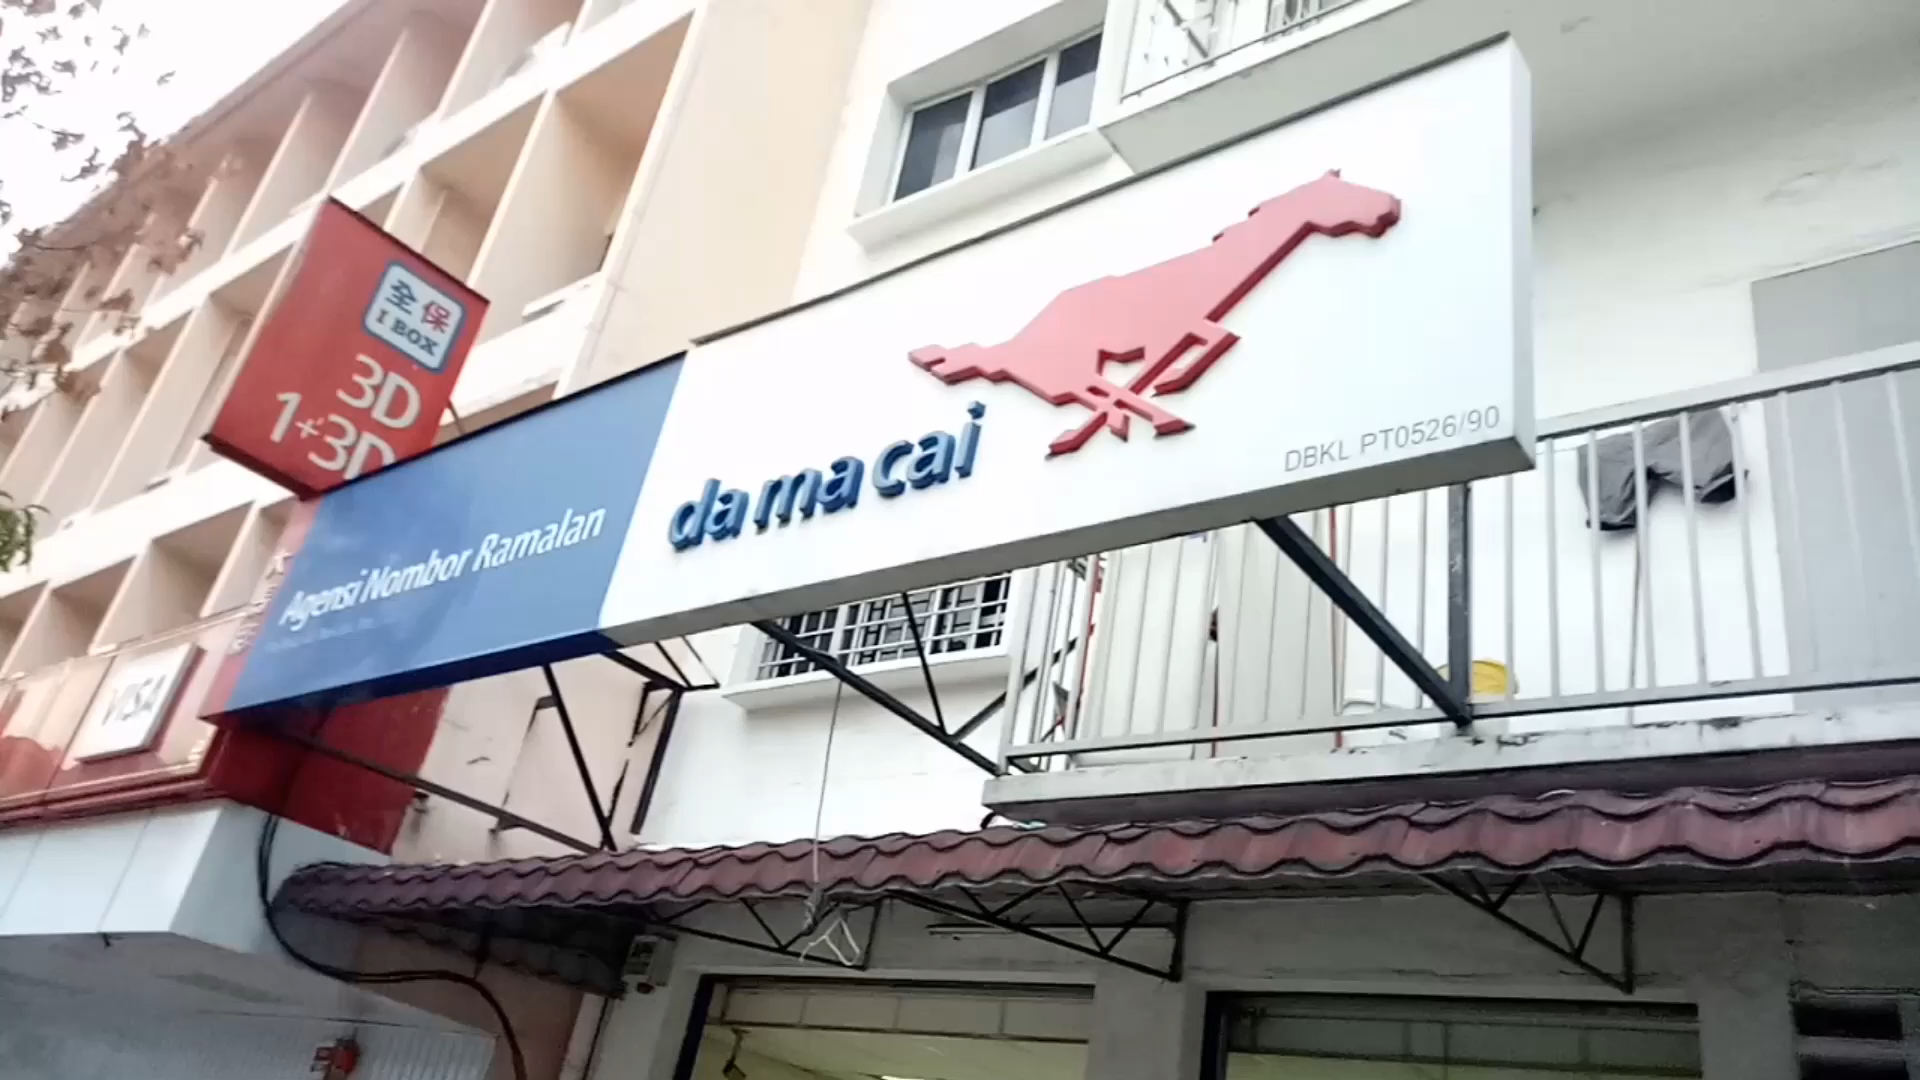 全保
I BOX
3D
1+3D
Agensi Nombor Ramalan
da ma cai
DBKL PT0526/90
VISA